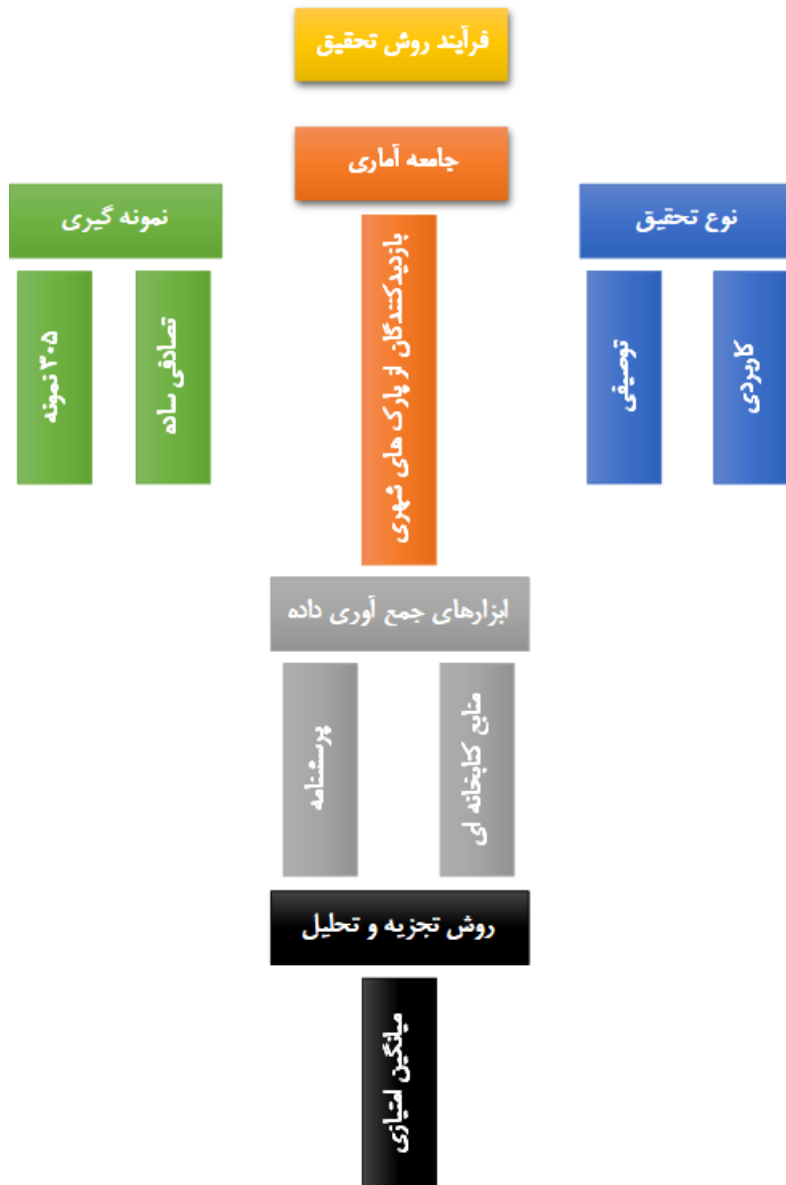 فرآیند روش تحقیق
جامعه آماری
بازدیدکنندگان از پارک های شهری
نوع تحقیق
کاربردی
توصیفی
نمونه گیری
تصادفی ساده
۳۰۵ نمونه
ابزارهای جمع آوری داده
منابع کتابخانه ای
پرسشنامه
روش تجزیه و تحلیل
میانگین امتیازی